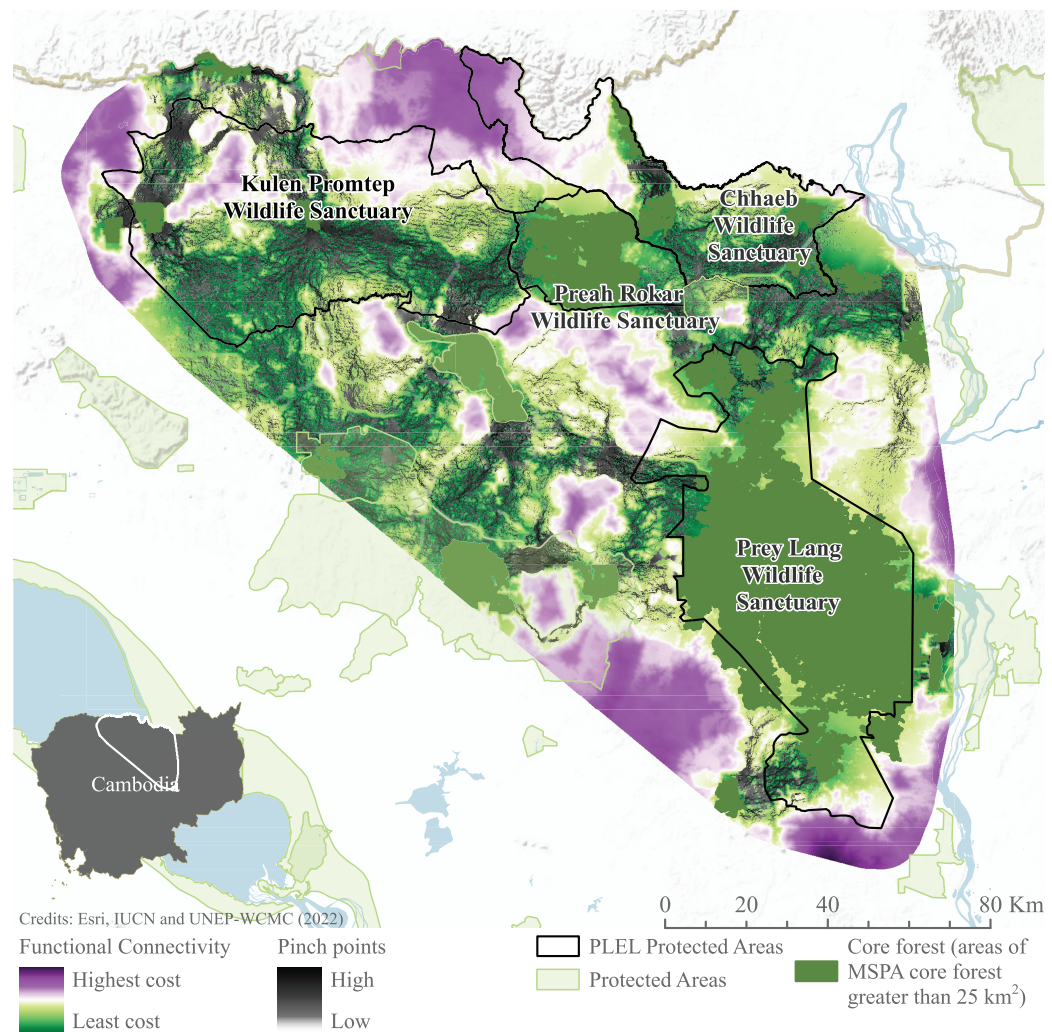 Kulen Promtep
Wildlife Sanctuary
Chhaeb
Wildlife
Sanctuary
Preah Rokar
Wildlife Sanctuary
Prey Lang
Wildlife
Sanctuary
Cambodia
Credits: Esri, IUCN and UNEP-WCMC (2022)
0 20 40 80 Km
Functional Connectivity
Highest cost
Least cost
Pinch points
High
Low
PLEL Protected Areas
Protected Areas
Core forest (areas of
MSPA core forest
greater than 25 km²)